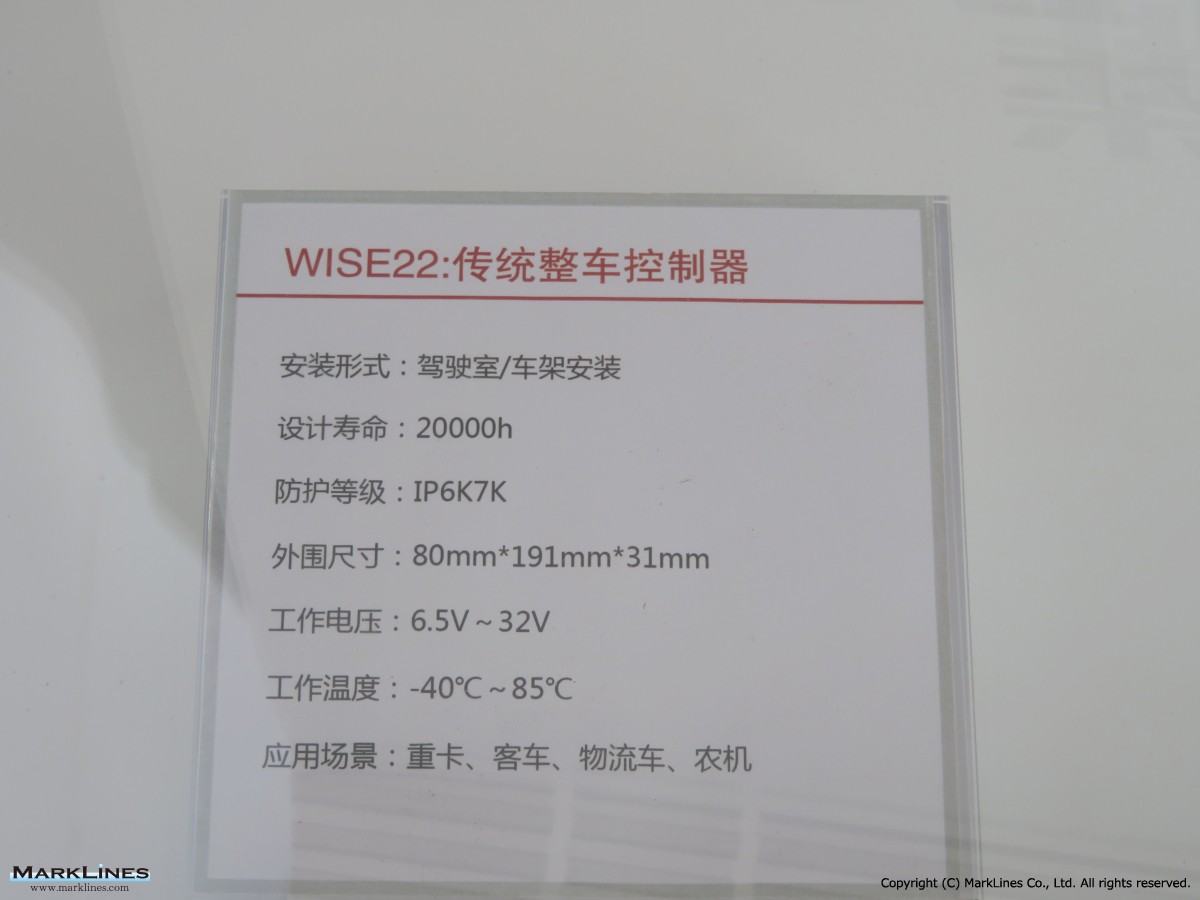 WISE22:传统整车控制器
安装形式：驾驶室/车架安装
设计寿命：20000h
防护等级：IP6K7K
外围尺寸：80mm*191mm*31mm
工作电压：6.5V～32V
工作温度：-40℃～85℃
应用场景：重卡、客车、物流车、农机
MARKLINES
www.marklines.com
Copyright (C) MarkLines Co., Ltd. All rights reserved.